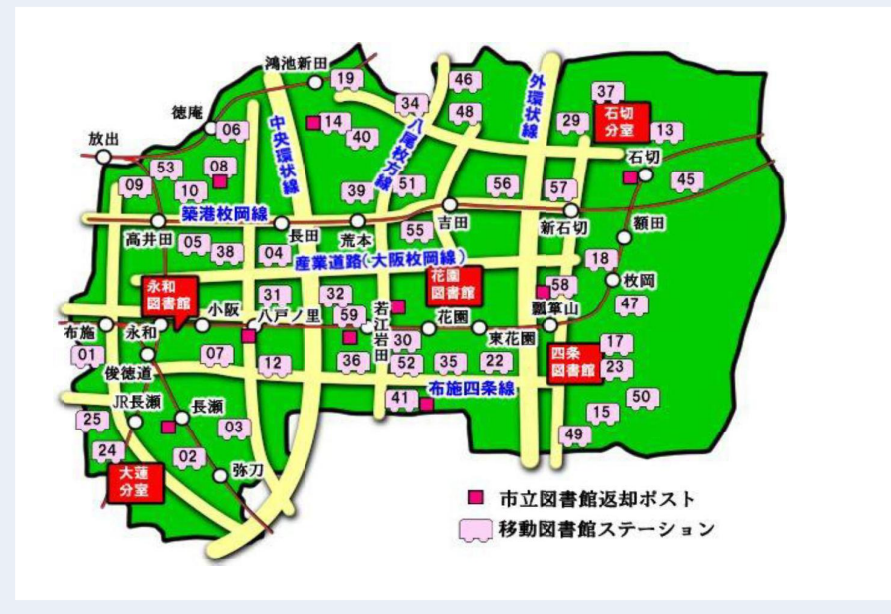 鴻池新田
19
46
外環状線
37
34
48
石切
分室
八尾枚方線
徳庵
06
中央環状線
14
40
29
13
放出
石切
53
08
09
10
39
51
56
57
45
築港枚岡線
吉田
高井田
長田
荒本
新石切
額田
05
38
04
55
産業道路(大阪枚岡線)
18
花園
図書館
永和
図書館
58
枚岡
31
32
瓢箪山
47
小阪
八戸ノ里
59
若江岩田
布施
永和
花園
東花園
30
17
01
07
12
36
52
35
22
四条
図書館
23
俊徳道
布施四条線
JR長瀬
長瀬
41
50
15
25
03
49
24
02
大蓮
分室
弥刀
市立図書館返却ポスト
移動図書館ステーション